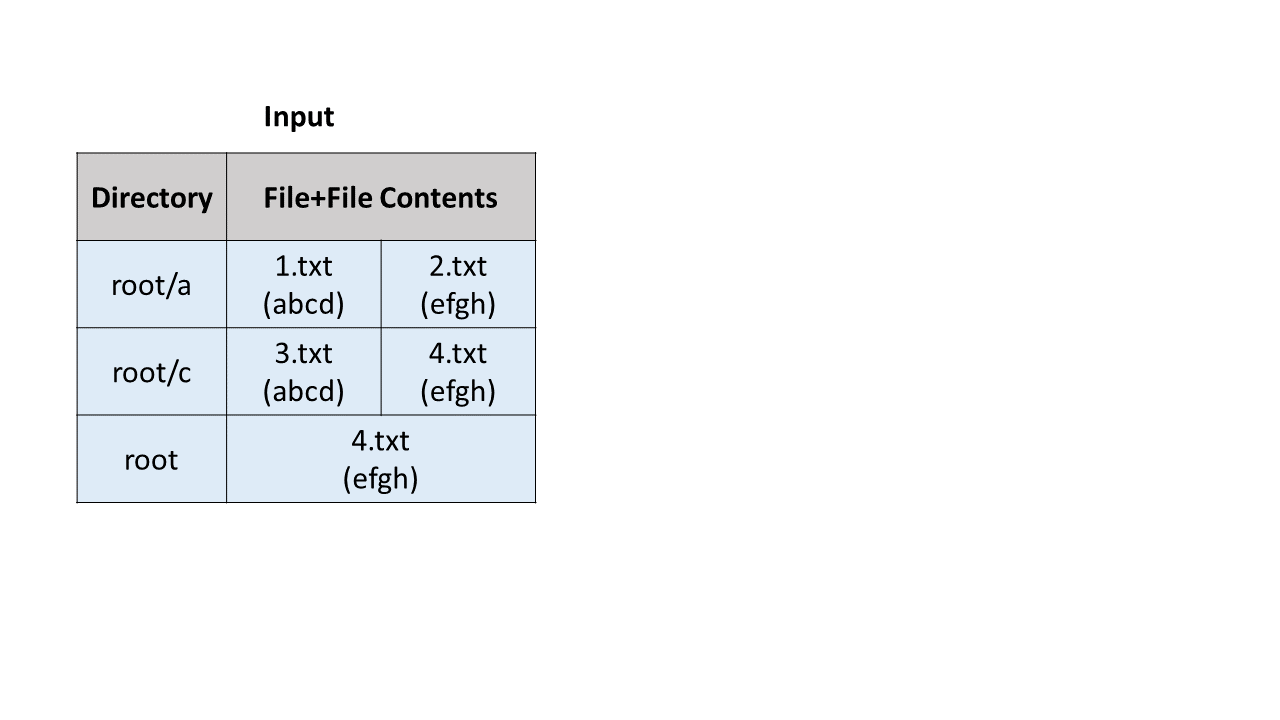 Input
Directory
File+File Contents
root/a
1.txt
(abcd)
2.txt
(efgh)
root/c
3.txt
(abcd)
4.txt
(efgh)
root
4.txt
(efgh)